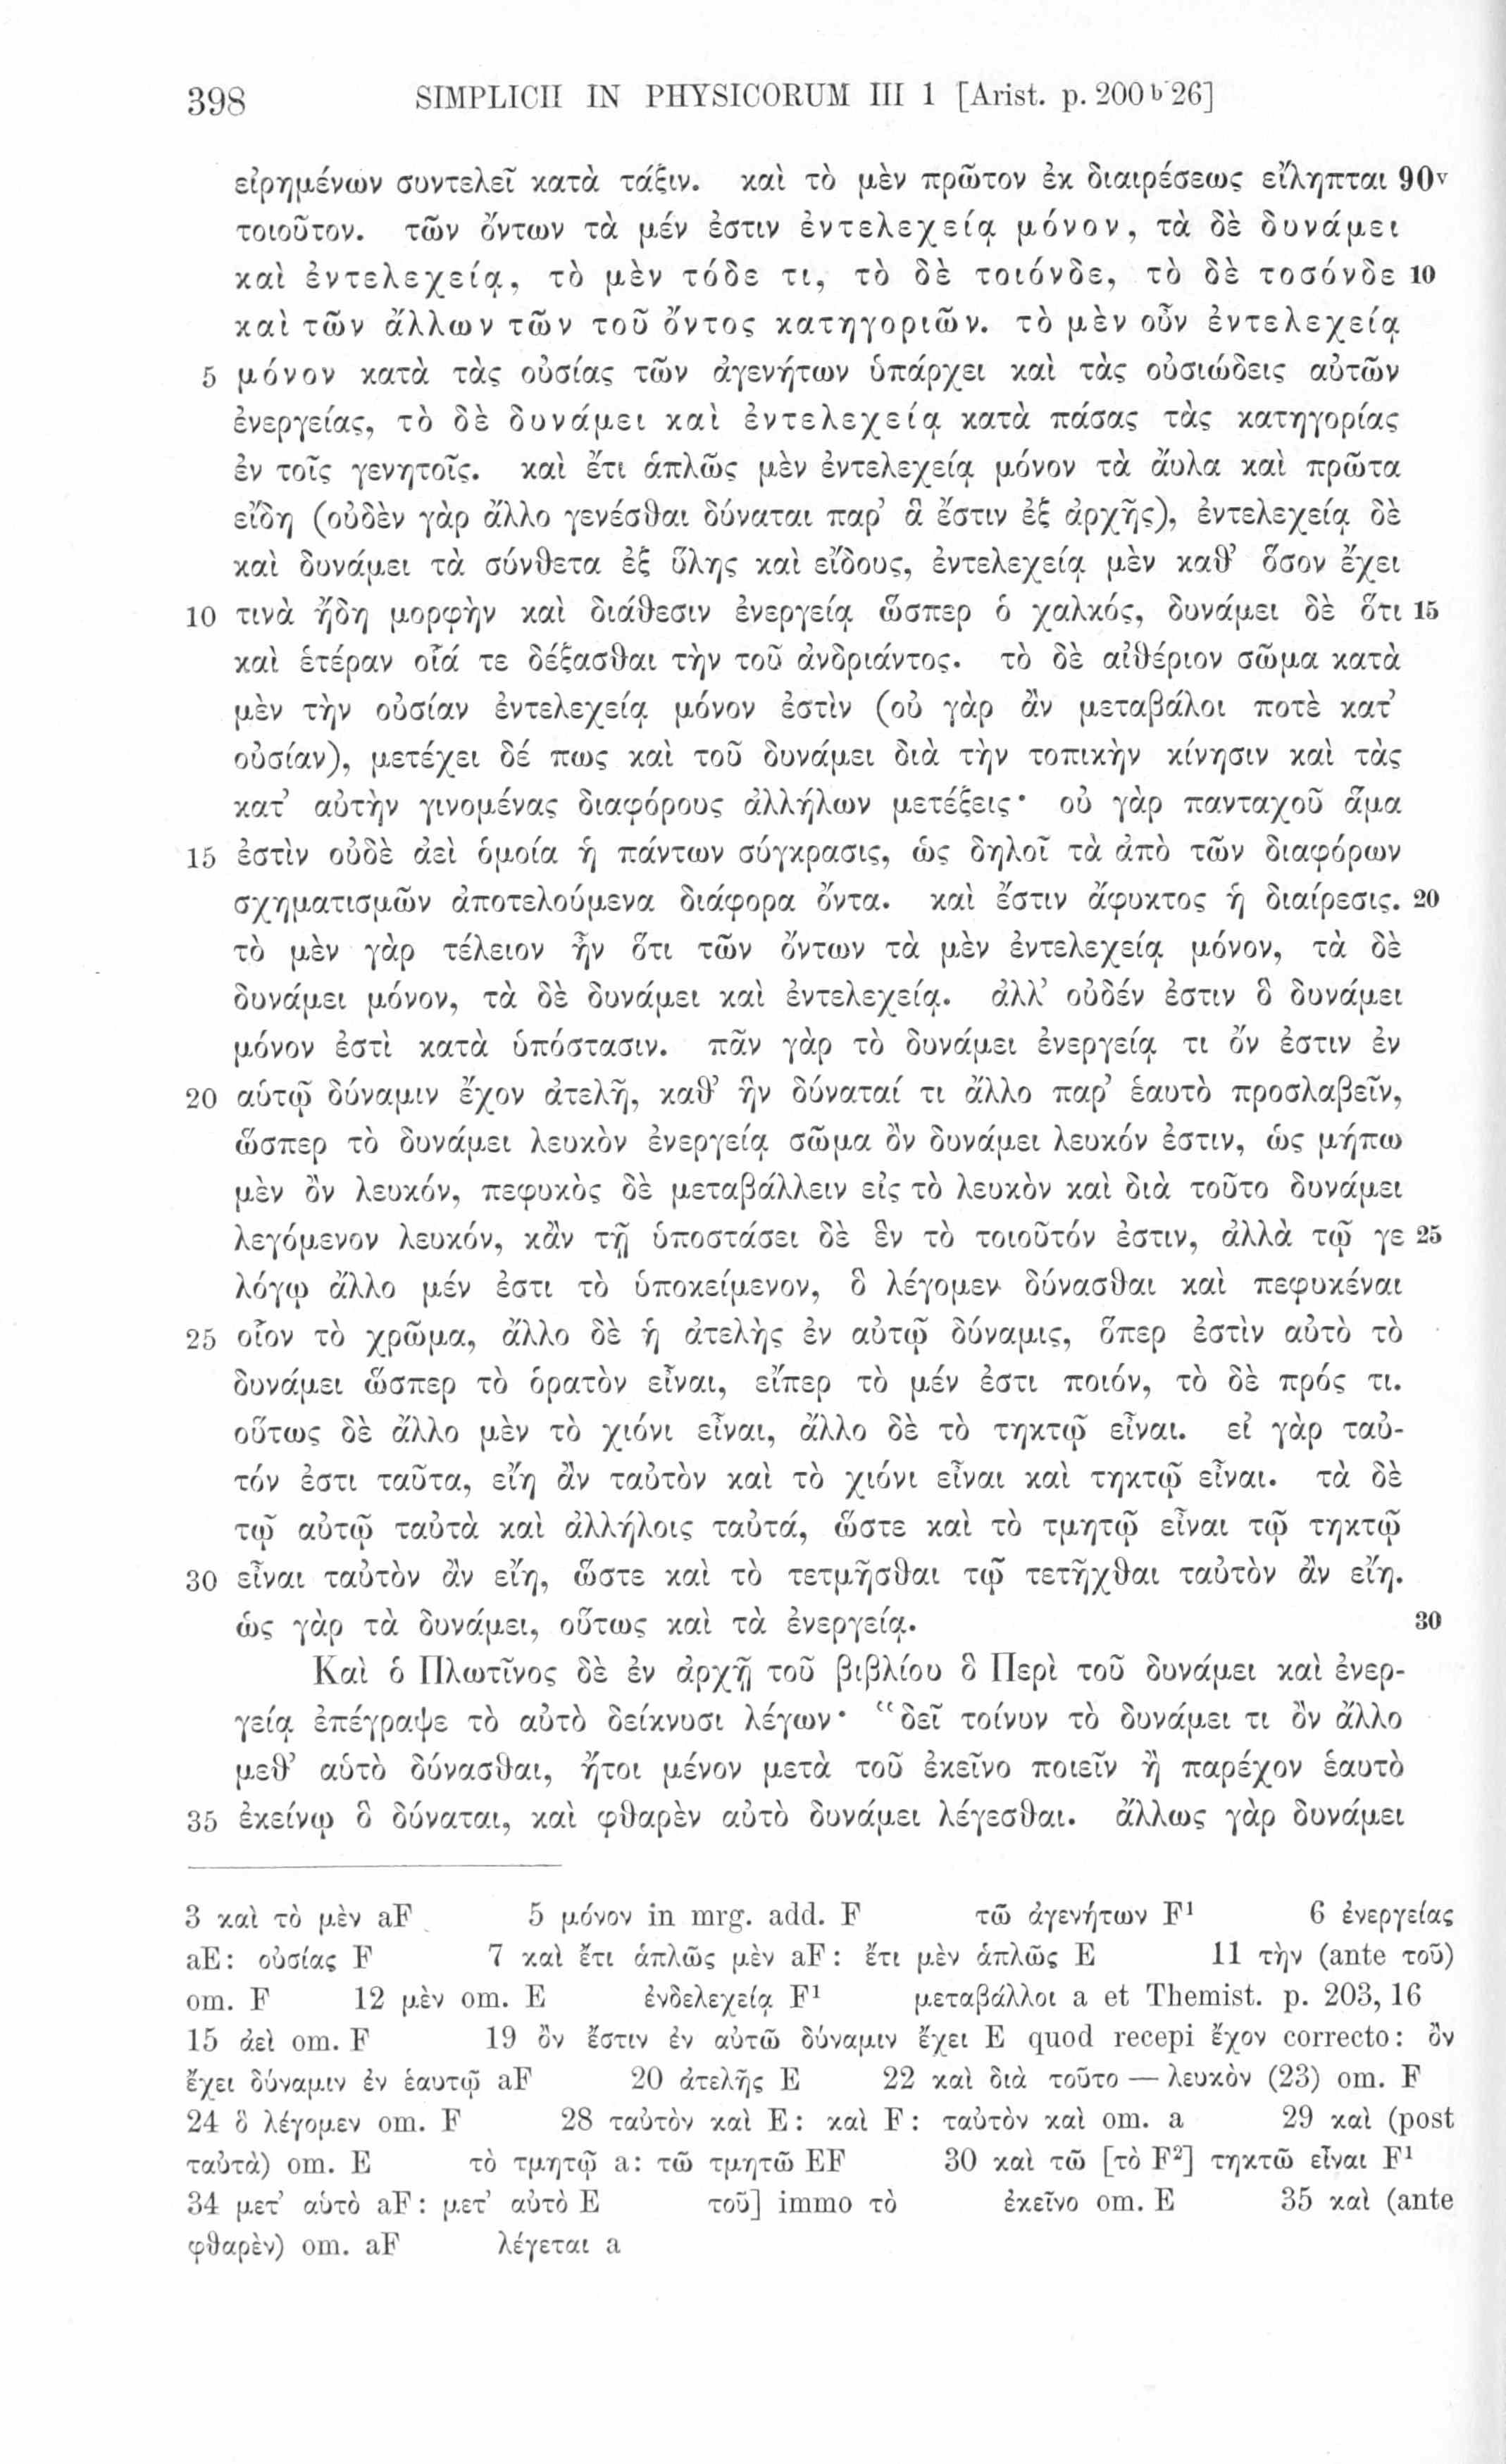 398 SIMPLICII IN PHYSICORUM III 1 [Arist. p. 200 b 26]
εἰρημένων συντελεῖ κατὰ τάξιν. καὶ τὸ μὲν πρῶτον ἐκ διαιρέσεως εἴληπται 90v
τοιοῦτον. τῶν ὄντων τὰ μέν ἐστιν ἐντελεχείᾳ μόνον, τὰ δὲ δυνάμει
καὶ ἐντελεχείᾳ, τὸ μὲν τόδε τι, τὸ δὲ τοιόνδε, τὸ δὲ τοσόνδε 10
καὶ τῶν ἄλλων τῶν τοῦ ὄντος κατηγοριῶν. τὸ μὲν οὖν ἐντελεχείᾳ
5 μόνον κατὰ τὰς οὐσίας τῶν ἀγενήτων ὑπάρχει καὶ τὰς οὐσιώδεις αὐτῶν
ἐνεργείας, τὸ δὲ δυνάμει καὶ ἐντελεχείᾳ κατὰ πάσας τὰς κατηγορίας
ἐν τοῖς γενητοῖς. καὶ ἔτι ἁπλῶς μὲν ἐντελεχείᾳ μόνον τὰ ἄυλα καὶ πρῶτα
εἴδη (οὐδὲν γὰρ ἄλλο γενέσθαι δύναται παρ’ ἃ ἔστιν ἐξ ἀρχῆς), ἐντελεχείᾳ δὲ
καὶ δυνάμει τὰ σύνθετα ἐξ ὕλης καὶ εἴδους, ἐντελεχείᾳ μὲν καθ’ ὅσον ἔχει
10 τινὰ ἤδη μορφὴν καὶ διάθεσιν ἐνεργείᾳ ὥσπερ ὁ χαλκός, δυνάμει δὲ ὅτι 15
καὶ ἑτέραν οἷά τε δέξασθαι τὴν τοῦ ἀνδριάντος. τὸ δὲ αἰθέριον σῶμα κατὰ
μὲν τὴν οὐσίαν ἐντελεχείᾳ μόνον ἐστὶν (οὐ γὰρ ἂν μεταβάλοι ποτὲ κατ’
οὐσίαν), μετέχει δέ πως καὶ τοῦ δυνάμει διὰ τὴν τοπικὴν κίνησιν καὶ τὰς
κατ’ αὐτὴν γινομένας διαφόρους ἀλλήλων μετέξεις· οὐ γὰρ πανταχοῦ ἅμα
15 ἐστὶν οὐδὲ ἀεὶ ὁμοία ἡ πάντων σύγκρασις, ὡς δηλοῖ τὰ ἀπὸ τῶν διαφόρων
σχηματισμῶν ἀποτελούμενα διάφορα ὄντα. καὶ ἔστιν ἄφυκτος ἡ διαίρεσις. 20
τὸ μὲν γὰρ τέλειον ἦν ὅτι τῶν ὄντων τὰ μὲν ἐντελεχείᾳ μόνον, τὰ δὲ
δυνάμει μόνον, τὰ δὲ δυνάμει καὶ ἐντελεχείᾳ. ἀλλ’ οὐδέν ἐστιν ὃ δυνάμει
μόνον ἐστὶ κατὰ ὑπόστασιν. πᾶν γὰρ τὸ δυνάμει ἐνεργείᾳ τι ὄν ἐστιν ἐν
20 αὑτῷ δύναμιν ἔχον ἀτελῆ, καθ’ ἣν δύναταί τι ἄλλο παρ’ ἑαυτὸ προσλαβεῖν,
ὥσπερ τὸ δυνάμει λευκὸν ἐνεργείᾳ σῶμα ὂν δυνάμει λευκόν ἐστιν, ὡς μήπω
μὲν ὂν λευκόν, πεφυκὸς δὲ μεταβάλλειν εἰς τὸ λευκὸν καὶ διὰ τοῦτο δυνάμει
λεγόμενον λευκόν, κἂν τῇ ὑποστάσει δὲ ἓν τὸ τοιοῦτόν ἐστιν, ἀλλὰ τῷ γε 25
λόγῳ ἄλλο μέν ἐστι τὸ ὑποκείμενον, ὃ λέγομεν δύνασθαι καὶ πεφυκέναι
25 οἷον τὸ χρῶμα, ἄλλο δὲ ἡ ἀτελὴς ἐν αὐτῷ δύναμις, ὅπερ ἐστὶν αὐτὸ τὸ
δυνάμει ὥσπερ τὸ ὁρατὸν εἶναι, εἴπερ τὸ μέν ἐστι ποιόν, τὸ δὲ πρός τι.
οὕτως δὲ ἄλλο μὲν τὸ χιόνι εἶναι, ἄλλο δὲ τὸ τηκτῷ εἶναι. εἰ γὰρ ταὐ-
τόν ἐστι ταῦτα, εἴη ἂν ταὐτὸν καὶ τὸ χιόνι εἶναι καὶ τηκτῷ εἶναι. τὰ δὲ
τῷ αὐτῷ ταὐτὰ καὶ ἀλλήλοις ταὐτά, ὥστε καὶ τὸ τμητῷ εἶναι τῷ τηκτῷ
30 εἶναι ταὐτὸν ἂν εἴη, ὥστε καὶ τὸ τετμῆσθαι τῷ τετῆχθαι ταὐτὸν ἂν εἴη.
ὡς γὰρ τὰ δυνάμει, οὕτως καὶ τὰ ἐνεργείᾳ. 30
Καὶ ὁ Πλωτῖνος δὲ ἐν ἀρχῇ τοῦ βιβλίου ὃ Περὶ τοῦ δυνάμει καὶ ἐνερ-
γείᾳ ἐπέγραψε τὸ αὐτὸ δείκνυσι λέγων· “δεῖ τοίνυν τὸ δυνάμει τι ὂν ἄλλο
μεθ’ αὑτὸ δύνασθαι, ἤτοι μένον μετὰ τοῦ ἐκεῖνο ποιεῖν ἢ παρέχον ἑαυτὸ
35 ἐκείνῳ ὃ δύναται, καὶ φθαρὲν αὐτὸ δυνάμει λέγεσθαι. ἄλλως γὰρ δυνάμει
3 καὶ τὸ μὲν aF 5 μόνον in mrg. add. F τῶ ἀγενήτων F¹ 6 ἐνεργείας
aE: οὐσίας F 7 καὶ ἔτι ἁπλῶς μὲν aF: ἔτι μὲν ἁπλῶς E 11 τὴν (ante τοῦ)
om. F 12 μὲν om. E ἐνδελεχείᾳ F¹ μεταβάλλοι a et Themist. p. 203, 16
15 ἀεὶ om. F 19 ὂν ἔστιν ἐν αὐτῶ δύναμιν ἔχει E quod recepi ἔχον correcto: ὂν
ἔχει δύναμιν ἐν ἑαυτῷ aF 20 ἀτελῆς E 22 καὶ διὰ τοῦτο — λευκὸν (23) om. F
24 ὃ λέγομεν om. F 28 ταὐτὸν καὶ E: καὶ F: ταὐτὸν καὶ om. a 29 καὶ (post
ταὐτὰ) om. E τὸ τμητῷ a: τῶ τμητῶ EF 30 καὶ τῶ [τὸ F²] τηκτῶ εἶναι F¹
34 μετ’ αὑτὸ aF: μετ’ αὐτὸ E τοῦ] immo τὸ ἐκεῖνο om. E 35 καὶ (ante
φθαρὲν) om. aF λέγεται a